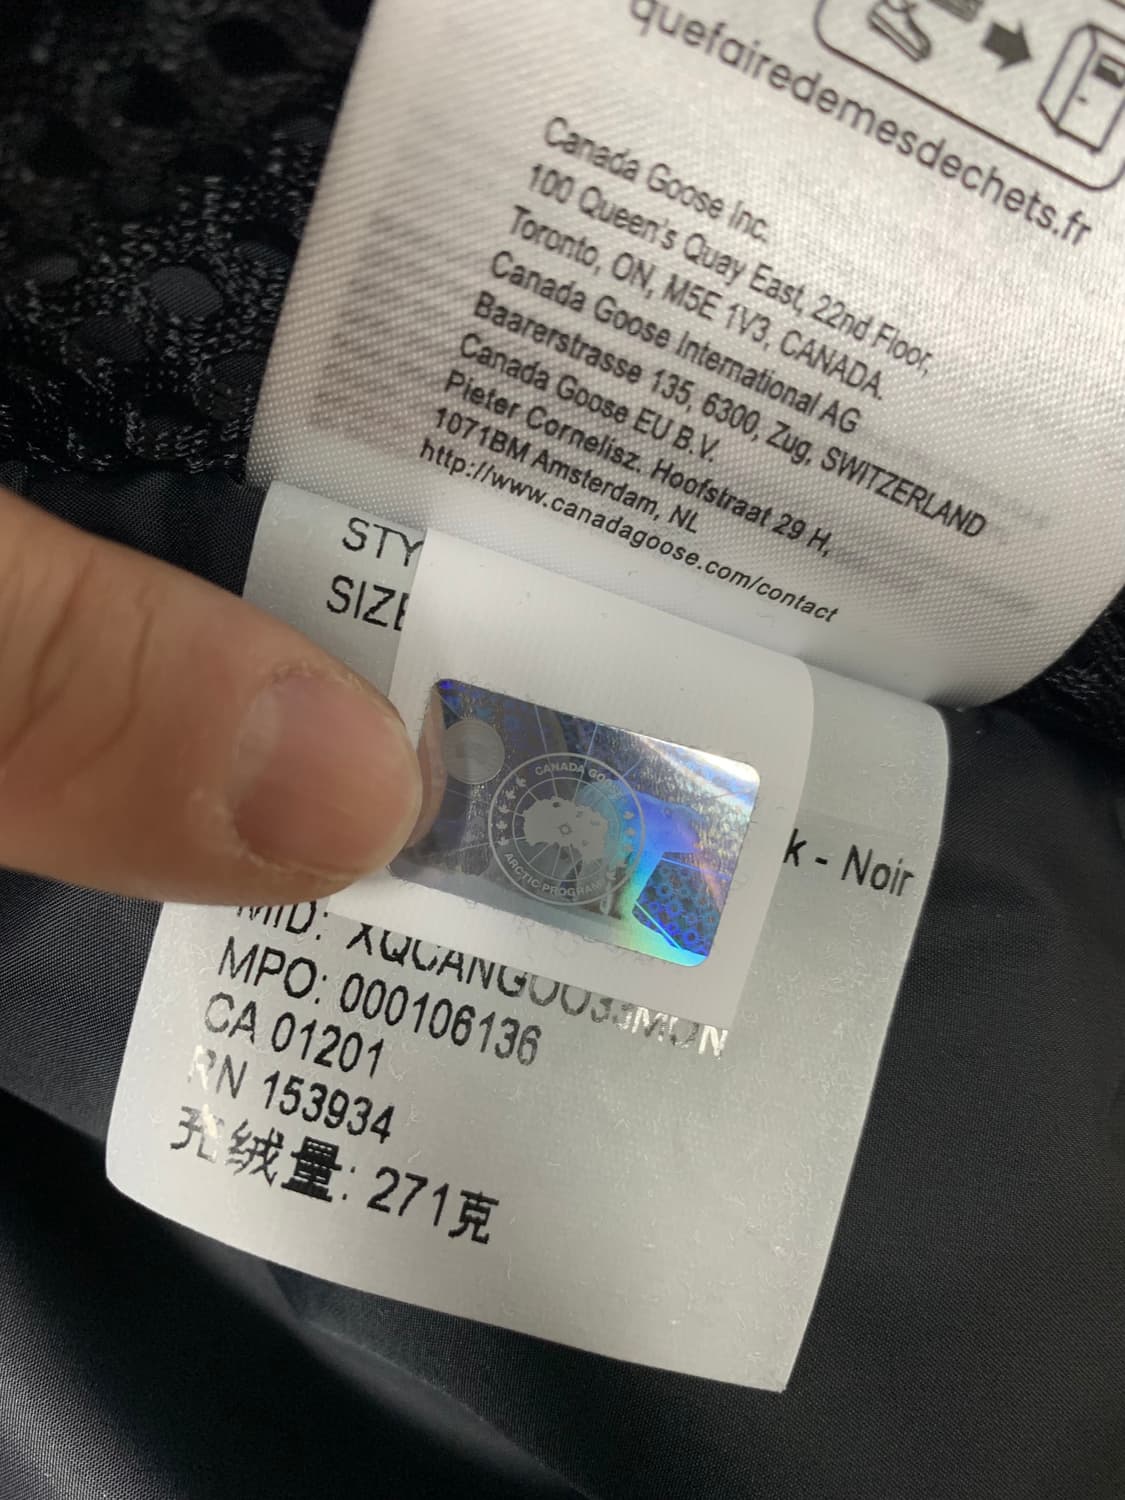 quefairedemesdechets.fr
Canada Goose Inc.
100 Queen's Quay East, 22nd Floor,
Toronto, ON, M5E 1V3, CANADA.
Canada Goose International AG
Baarerstrasse 135, 6300, Zug, SWITZERLAND
Canada Goose EU B.V.
Pieter Cornelisz. Hooftstraat 29 H,
1071BM Amsterdam, NL
http://www.canadagoose.com/contact
STY
SIZE
CANADA GOOSE
ARCTIC PROGRAM
k - Noir
MID: XQCANGOO33MON
MPO: 000106136
CA 01201
RN 153934
充绒量: 271克